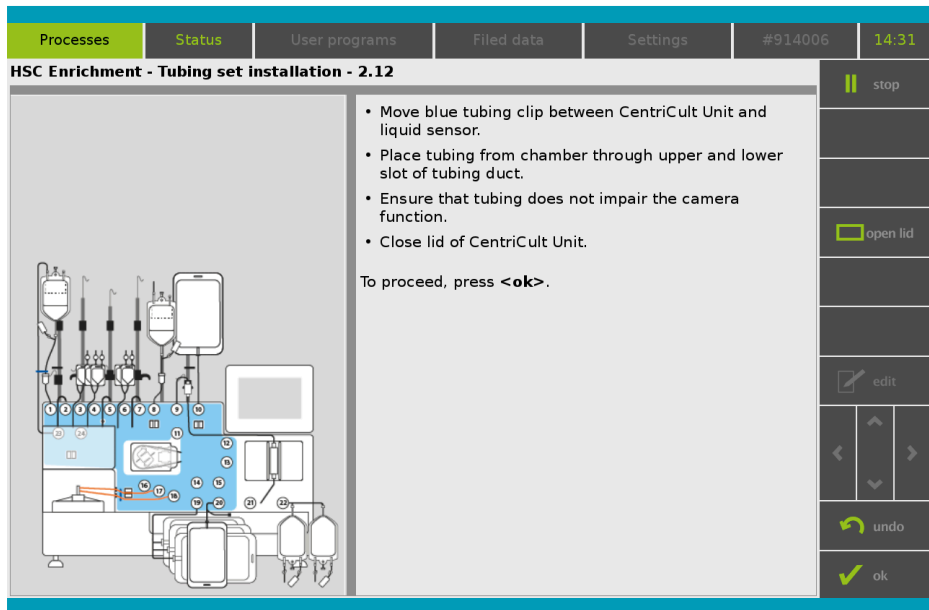 Processes
Status
User programs
Filed data
Settings
#914006
14:31
HSC Enrichment - Tubing set installation - 2.12
stop
• Move blue tubing clip between CentriCult Unit and
liquid sensor.
• Place tubing from chamber through upper and lower
slot of tubing duct.
• Ensure that tubing does not impair the camera
function.
• Close lid of CentriCult Unit.
To proceed, press <ok>.
open lid
edit
undo
ok
1 2 3 4 5 6 7 8 9 10
23 24
11
12
13
14 15
16
17
18
19 20 21 22